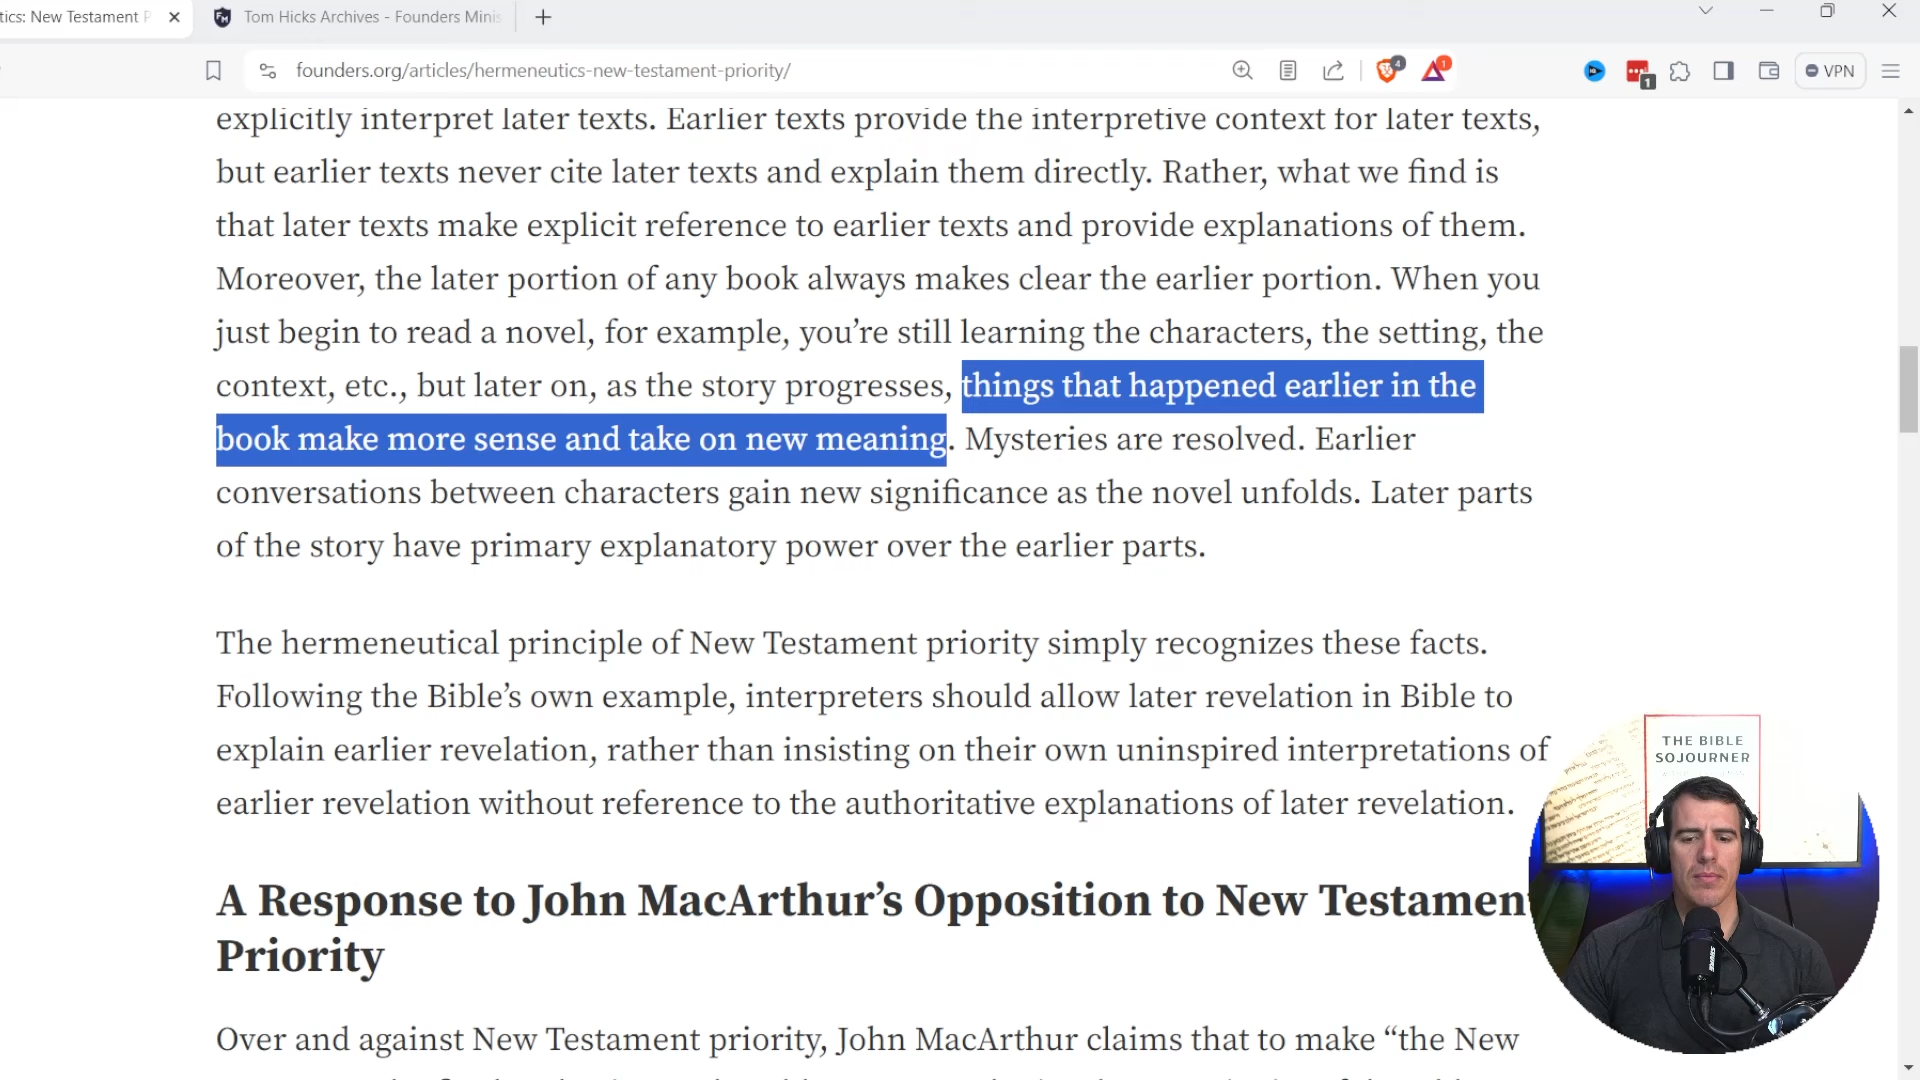 tics: New Testament P
Tom Hicks Archives - Founders Minis
founders.org/articles/hermeneutics-new-testament-priority/
4
1
1
VPN
explicitly interpret later texts. Earlier texts provide the interpretive context for later texts,
but earlier texts never cite later texts and explain them directly. Rather, what we find is
that later texts make explicit reference to earlier texts and provide explanations of them.
Moreover, the later portion of any book always makes clear the earlier portion. When you
just begin to read a novel, for example, you’re still learning the characters, the setting, the
context, etc., but later on, as the story progresses, things that happened earlier in the
book make more sense and take on new meaning. Mysteries are resolved. Earlier
conversations between characters gain new significance as the novel unfolds. Later parts
of the story have primary explanatory power over the earlier parts.
The hermeneutical principle of New Testament priority simply recognizes these facts.
Following the Bible’s own example, interpreters should allow later revelation in Bible to
explain earlier revelation, rather than insisting on their own uninspired interpretations of
earlier revelation without reference to the authoritative explanations of later revelation.
THE BIBLE
SOJOURNER
A Response to John MacArthur’s Opposition to New Testamen
Priority
SHURE
Over and against New Testament priority, John MacArthur claims that to make “the New